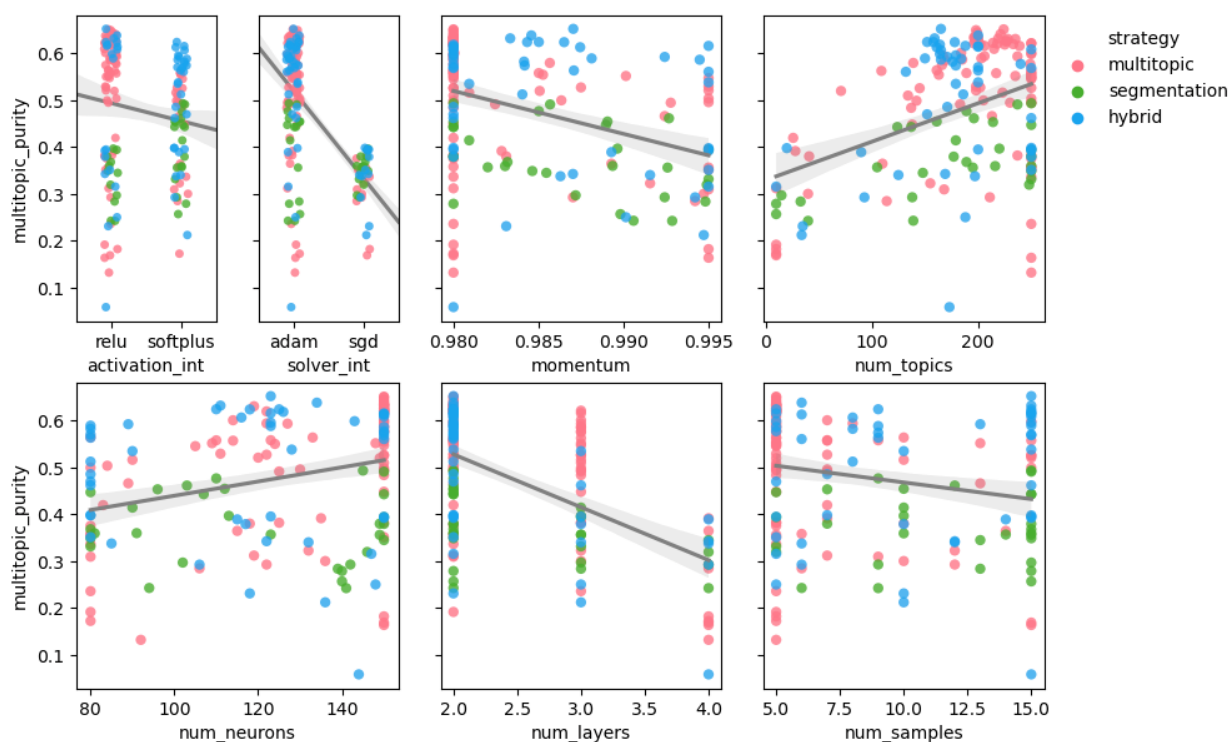 multitopic_purity
0.6
0.5
0.4
0.3
0.2
0.1
relu softplus
activation_int
adam sgd
solver_int
0.980 0.985 0.990 0.995
momentum
0 100 200
num_topics
strategy
multitopic
segmentation
hybrid
multitopic_purity
0.6
0.5
0.4
0.3
0.2
0.1
80 100 120 140
num_neurons
2.0 2.5 3.0 3.5 4.0
num_layers
5.0 7.5 10.0 12.5 15.0
num_samples